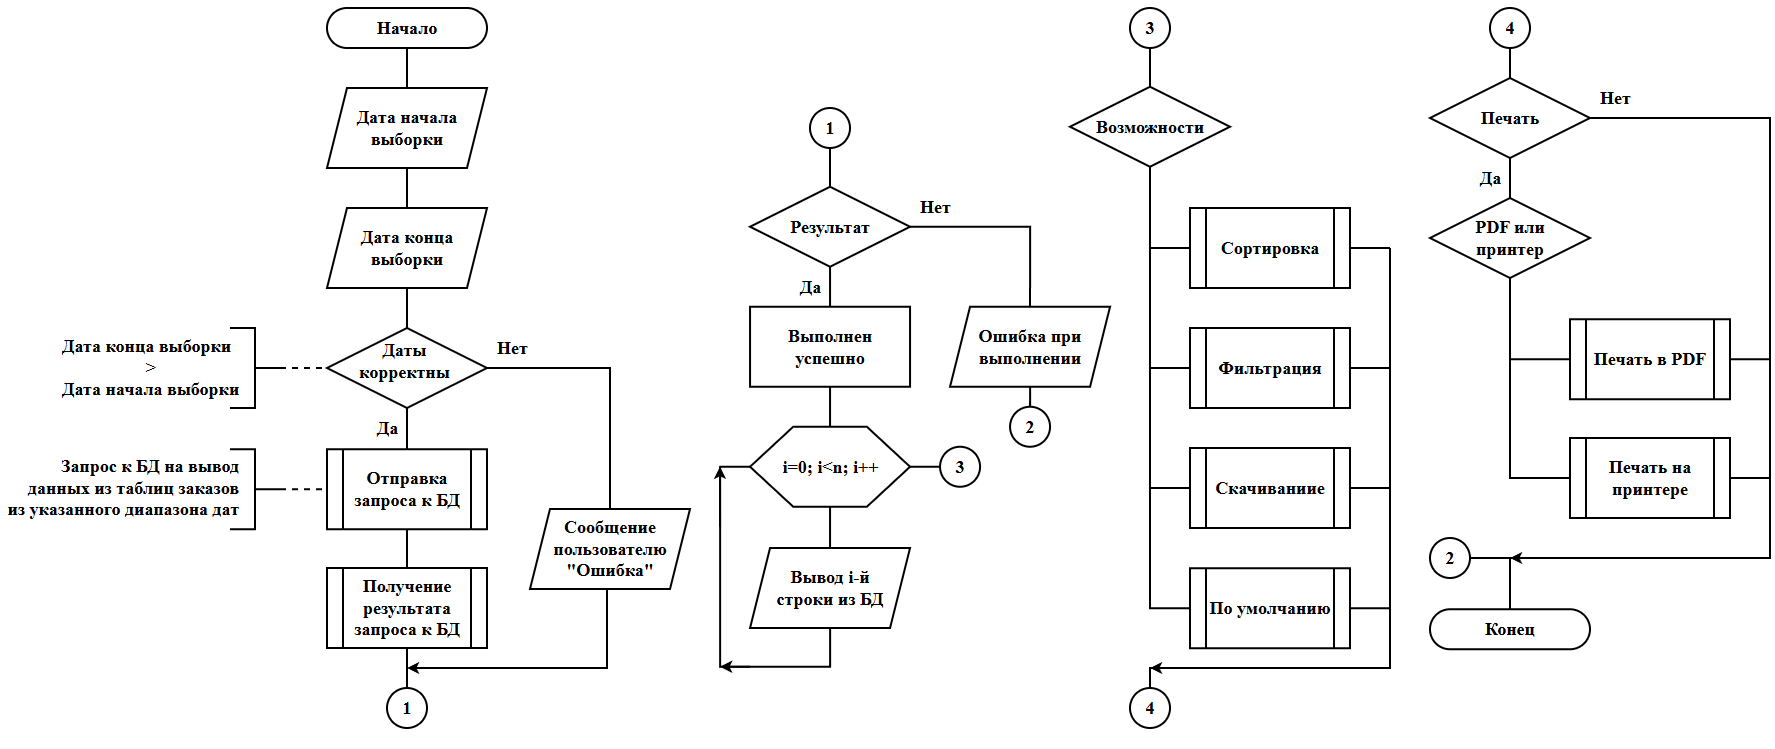 Начало
Дата начала
выборки
Дата конца
выборки
Дата конца выборки
>
Дата начала выборки
Даты
корректны
Нет
Да
Запрос к БД на вывод
данных из таблиц заказов
из указанного диапазона дат
Отправка
запроса к БД
Сообщение
пользователю
"Ошибка"
Получение
результата
запроса к БД
1
1
Результат
Нет
Да
Выполнен
успешно
Ошибка при
выполнении
2
i=0; i<n; i++
3
Вывод i-й
строки из БД
3
Возможности
Сортировка
Фильтрация
Скачиваниие
По умолчанию
4
4
Печать
Нет
Да
PDF или
принтер
Печать в PDF
Печать на
принтере
2
Конец